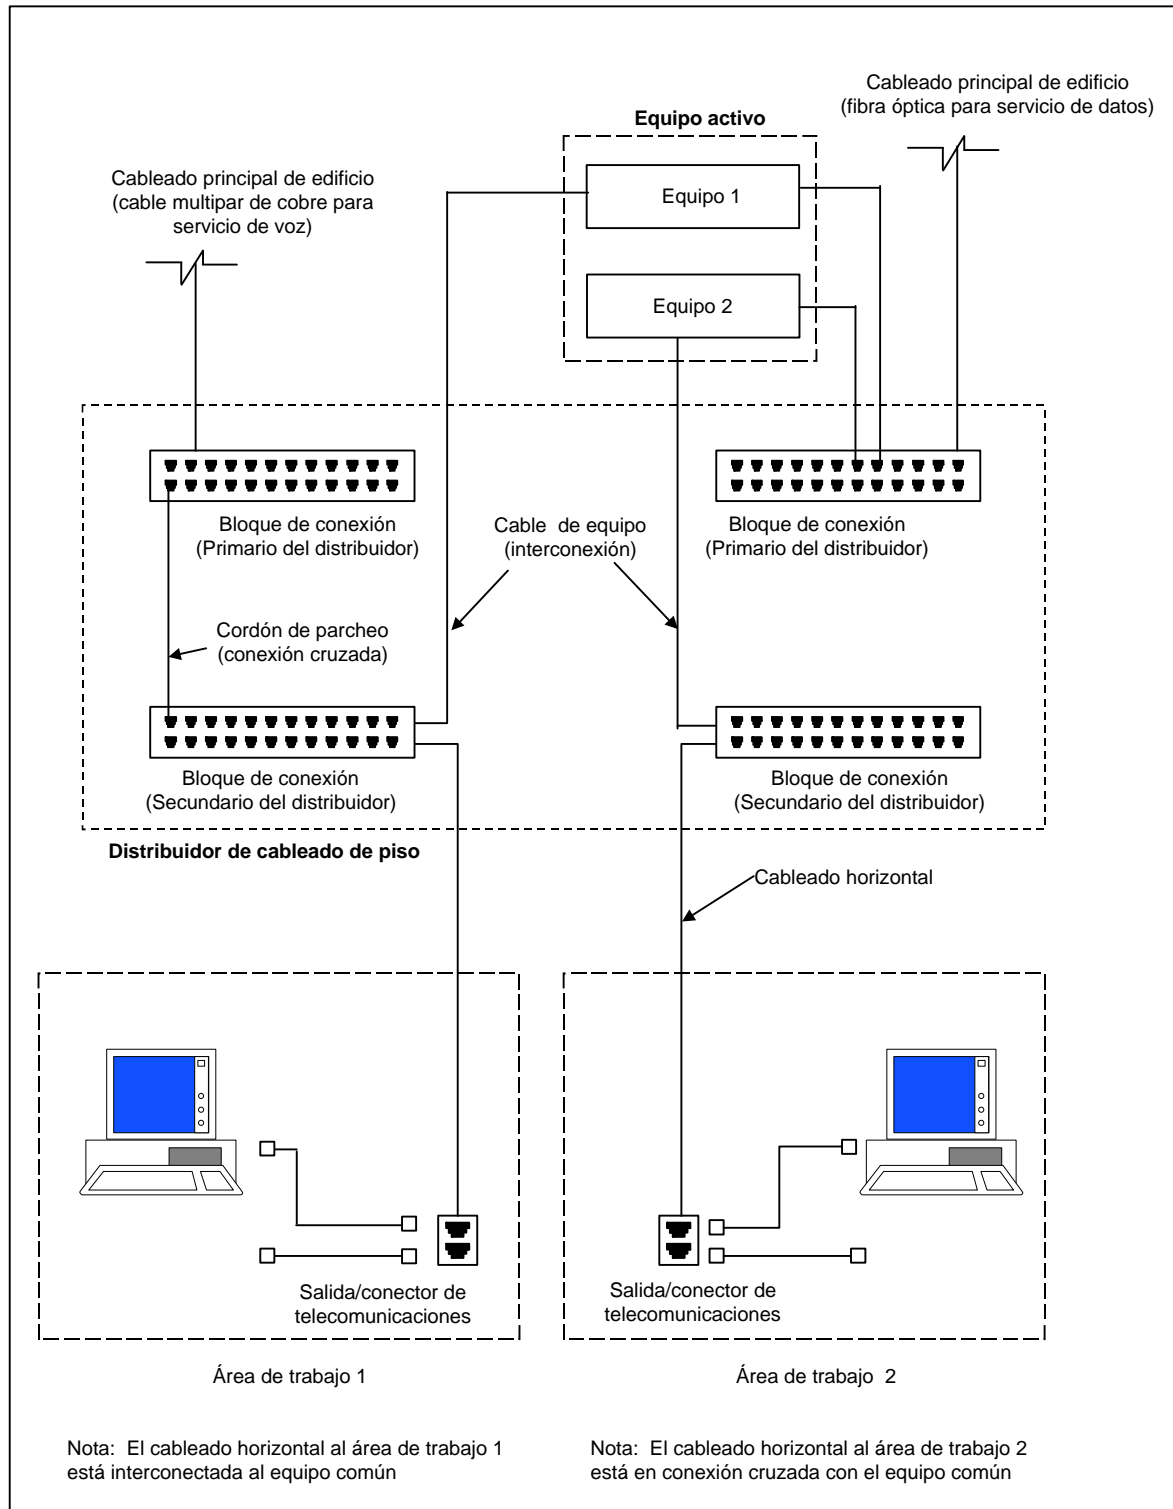 Cableado principal de edificio
(fibra óptica para servicio de datos)
Equipo activo
Cableado principal de edificio
(cable multipar de cobre para
servicio de voz)
Equipo 1
Equipo 2
Bloque de conexión
(Primario del distribuidor)
Cable de equipo
(interconexión)
Bloque de conexión
(Primario del distribuidor)
Cordón de parcheo
(conexión cruzada)
Bloque de conexión
(Secundario del distribuidor)
Bloque de conexión
(Secundario del distribuidor)
Distribuidor de cableado de piso
Cableado horizontal
Salida/conector de
telecomunicaciones
Salida/conector de
telecomunicaciones
Área de trabajo 1
Área de trabajo 2
Nota: El cableado horizontal al área de trabajo 1
está interconectada al equipo común
Nota: El cableado horizontal al área de trabajo 2
está en conexión cruzada con el equipo común